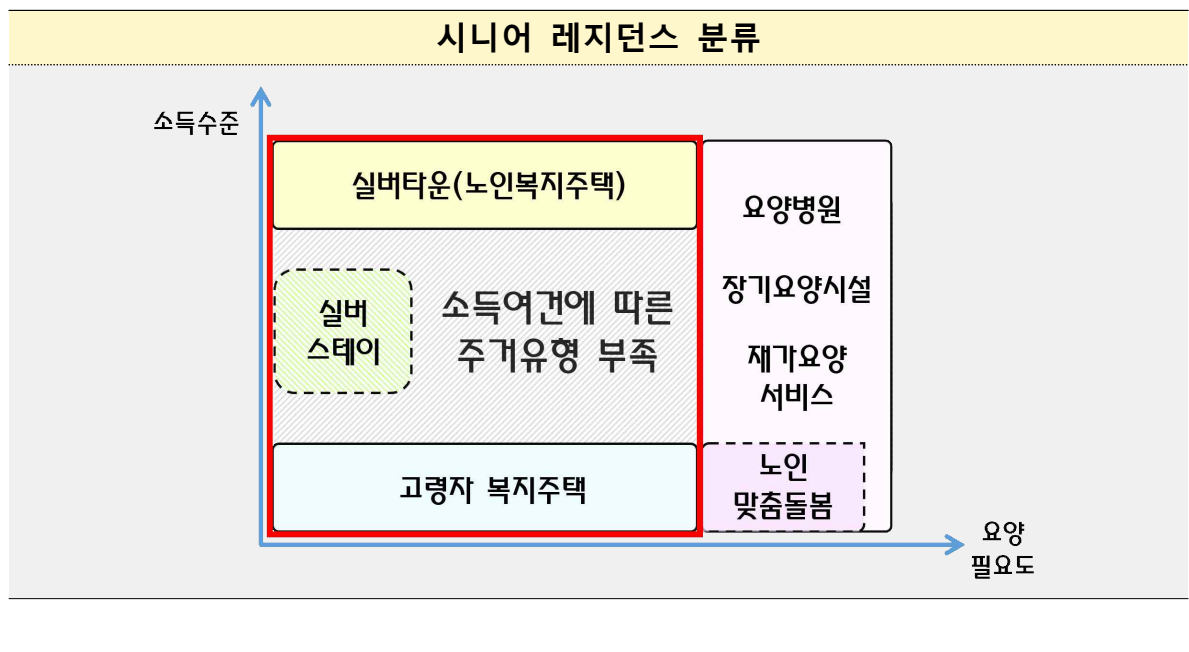 시니어 레지던스 분류
소득수준
실버타운(노인복지주택)
실버
스테이
소득여건에 따른
주거유형 부족
고령자 복지주택
요양병원
장기요양시설
재가요양
서비스
노인
맞춤돌봄
요양
필요도